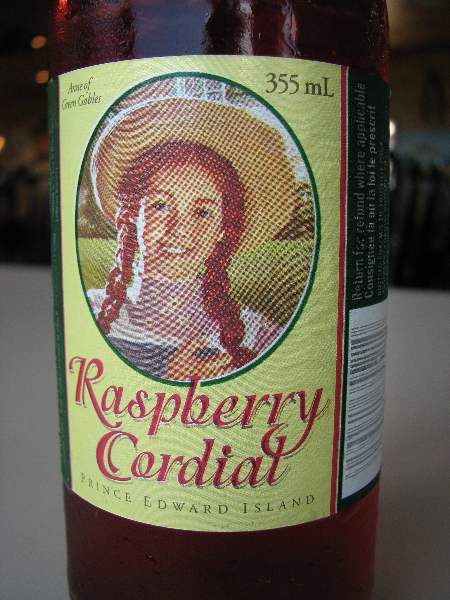 Anne of
Green Gables
355 mL
Raspberry
Cordial
PRINCE EDWARD ISLAND
Return for refund where applicable
Consignée là où la loi le prescrit